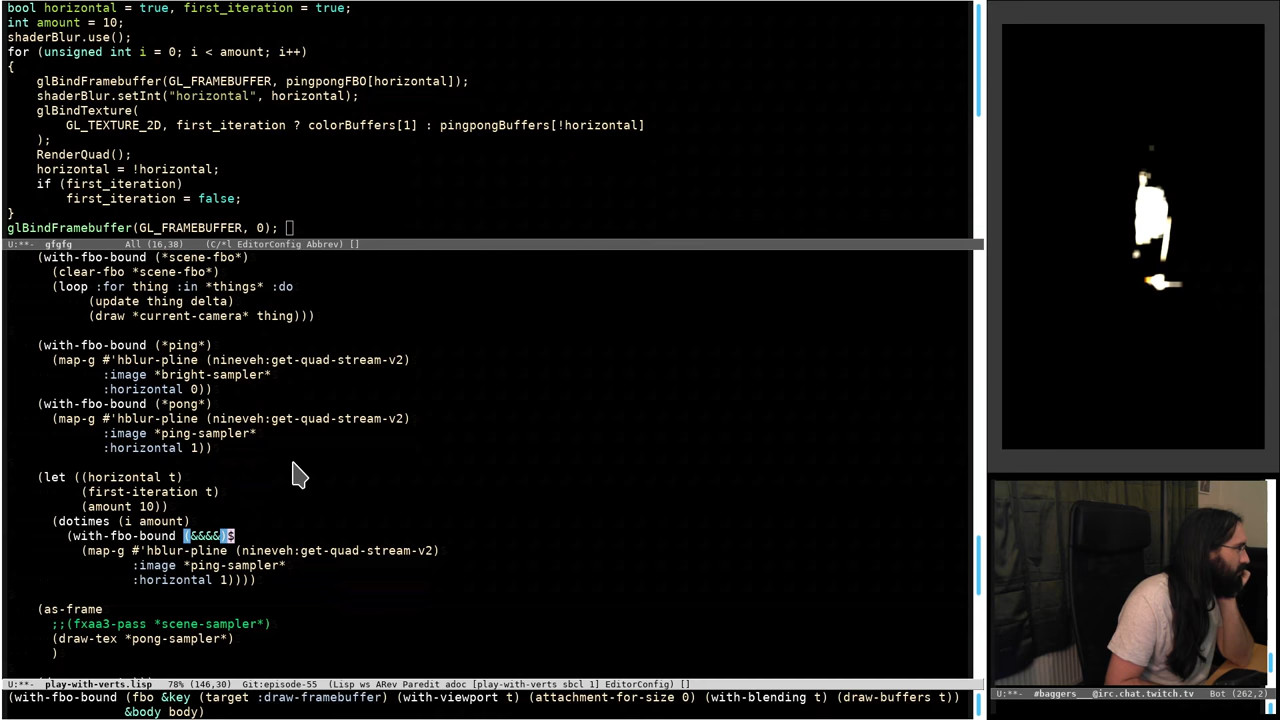 bool horizontal = true, first_iteration = true;
int amount = 10;
shaderBlur.use();
for (unsigned int i = 0; i < amount; i++)
{
    glBindFramebuffer(GL_FRAMEBUFFER, pingpongFBO[horizontal]);
    shaderBlur.setInt("horizontal", horizontal);
    glBindTexture(
        GL_TEXTURE_2D, first_iteration ? colorBuffers[1] : pingpongBuffers[!horizontal]
    );
    RenderQuad();
    horizontal = !horizontal;
    if (first_iteration)
        first_iteration = false;
}
glBindFramebuffer(GL_FRAMEBUFFER, 0);
U:**-  gfgfg          All (16,38)    (C/*l EditorConfig Abbrev) []
    (with-fbo-bound (*scene-fbo*)
      (clear-fbo *scene-fbo*)
      (loop :for thing :in *things* :do
           (update thing delta)
           (draw *current-camera* thing)))
    (with-fbo-bound (*ping*)
      (map-g #'hblur-pline (nineveh:get-quad-stream-v2)
             :image *bright-sampler*
             :horizontal 0))
    (with-fbo-bound (*pong*)
      (map-g #'hblur-pline (nineveh:get-quad-stream-v2)
             :image *ping-sampler*
             :horizontal 1))
    (let ((horizontal t)
          (first-iteration t)
          (amount 10))
      (dotimes (i amount)
        (with-fbo-bound (&&&&)$
          (map-g #'hblur-pline (nineveh:get-quad-stream-v2)
                 :image *ping-sampler*
                 :horizontal 1))))
    (as-frame
      ;;(fxaa3-pass *scene-sampler*)
      (draw-tex *pong-sampler*)
      )
U:**-  play-with-verts.lisp   78% (146,30)   Git:episode-55  (Lisp ws ARev Paredit adoc [play-with-verts sbcl 1] EditorConfig) []
(with-fbo-bound (fbo &key (target :draw-framebuffer) (with-viewport t) (attachment-for-size 0) (with-blending t) (draw-buffers t))
                &body body)
U:**-  #baggers__@irc.chat.twitch.tv   Bot (262,2)